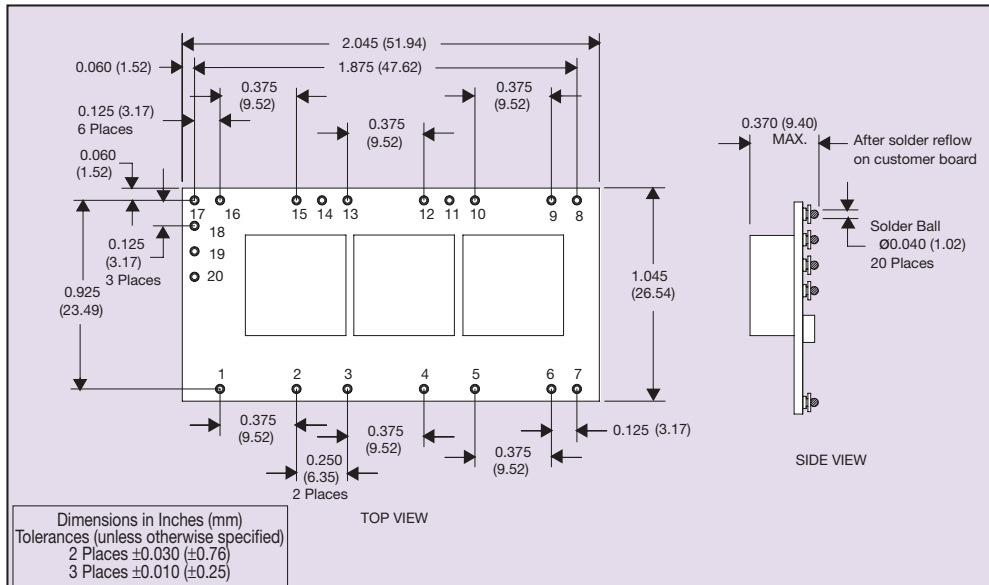 2.045 (51.94)
0.060 (1.52)
1.875 (47.62)
0.375
(9.52)
0.375
(9.52)
0.125 (3.17)
6 Places
0.375
(9.52)
0.060
(1.52)
0.370 (9.40)
MAX.
After solder reflow
on customer board
17 16 15 14 13 12 11 10 9 8
18
19
20
0.125
(3.17)
3 Places
0.925
(23.49)
Solder Ball
Ø0.040 (1.02)
20 Places
1.045
(26.54)
1 2 3 4 5 6 7
0.375
(9.52)
0.375
(9.52)
0.375
(9.52)
0.125 (3.17)
0.250
(6.35)
2 Places
SIDE VIEW
TOP VIEW
Dimensions in Inches (mm)
Tolerances (unless otherwise specified)
2 Places ±0.030 (±0.76)
3 Places ±0.010 (±0.25)